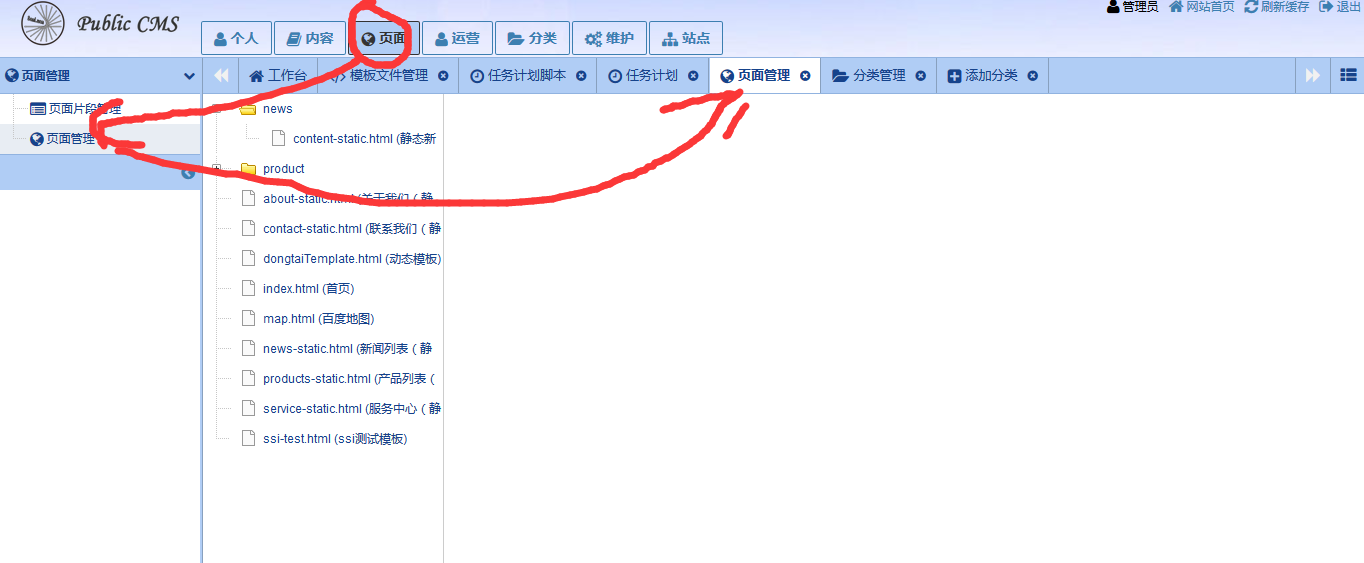 Public CMS
管理员 网站首页 刷新缓存 退出
个人 内容 页面 运营 分类 维护 站点
页面管理
工作台 模板文件管理 任务计划脚本 任务计划 页面管理 分类管理 添加分类
页面片段管理
页面管理
news
content-static.html (静态新
product
about-static.html (关于我们 ( 静
contact-static.html (联系我们 ( 静
dongtaiTemplate.html (动态模板)
index.html (首页)
map.html (百度地图)
news-static.html (新闻列表 ( 静
products-static.html (产品列表 (
service-static.html (服务中心 ( 静
ssi-test.html (ssi测试模板)